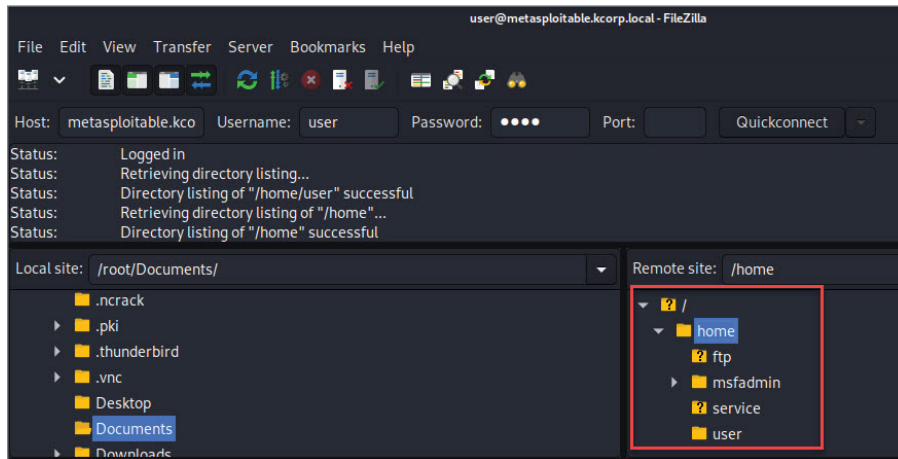 user@metasploitable.kcorp.local - FileZilla
File Edit View Transfer Server Bookmarks Help
Host: metasploitable.kco Username: user Password: •••• Port: Quickconnect
Status: Logged in
Status: Retrieving directory listing...
Status: Directory listing of "/home/user" successful
Status: Retrieving directory listing of "/home"...
Status: Directory listing of "/home" successful
Local site: /root/Documents/ Remote site: /home
.ncrack
.pki
.thunderbird
.vnc
Desktop
Documents
Downloads
/
home
ftp
msfadmin
service
user